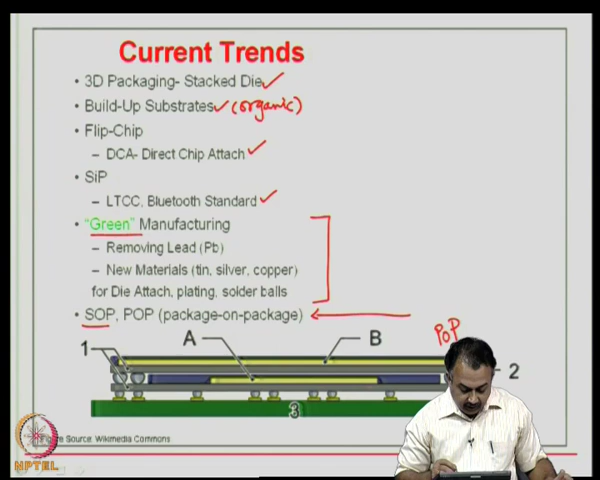 Current Trends
• 3D Packaging- Stacked Die
• Build-Up Substrates (organic)
• Flip-Chip
– DCA- Direct Chip Attach
• SiP
– LTCC, Bluetooth Standard
• "Green" Manufacturing
– Removing Lead (Pb)
– New Materials (tin, silver, copper)
for Die Attach, plating, solder balls
• SOP, POP (package-on-package)
POP
1 A B
2
3
Figure Source: Wikimedia Commons
NPTEL